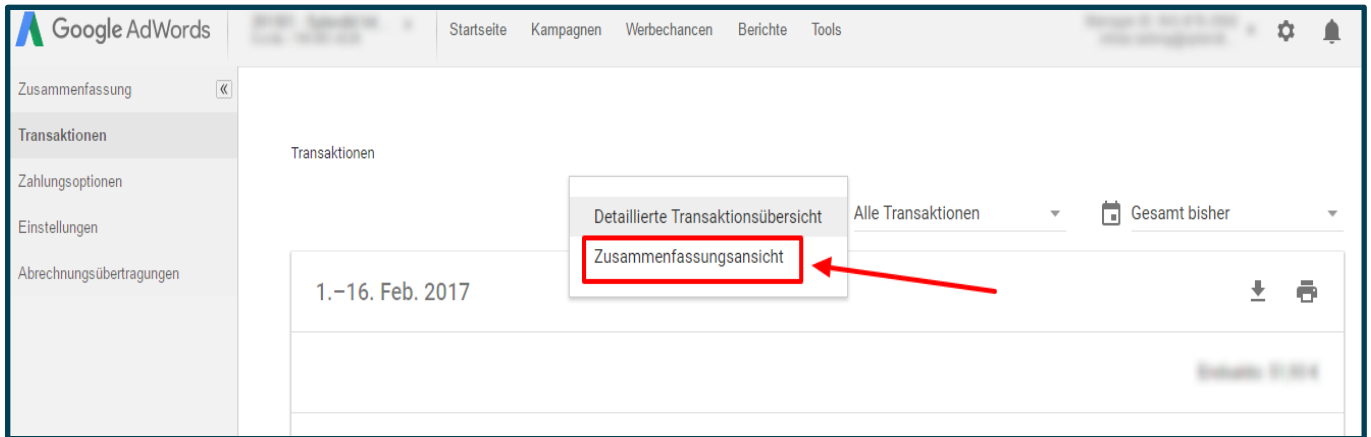 Google AdWords
Startseite Kampagnen Werbechancen Berichte Tools
Zusammenfassung
Transaktionen
Zahlungsoptionen
Einstellungen
Abrechnungsübertragungen
Transaktionen
Detaillierte Transaktionsübersicht
Zusammenfassungsansicht
Alle Transaktionen
Gesamt bisher
1.–16. Feb. 2017